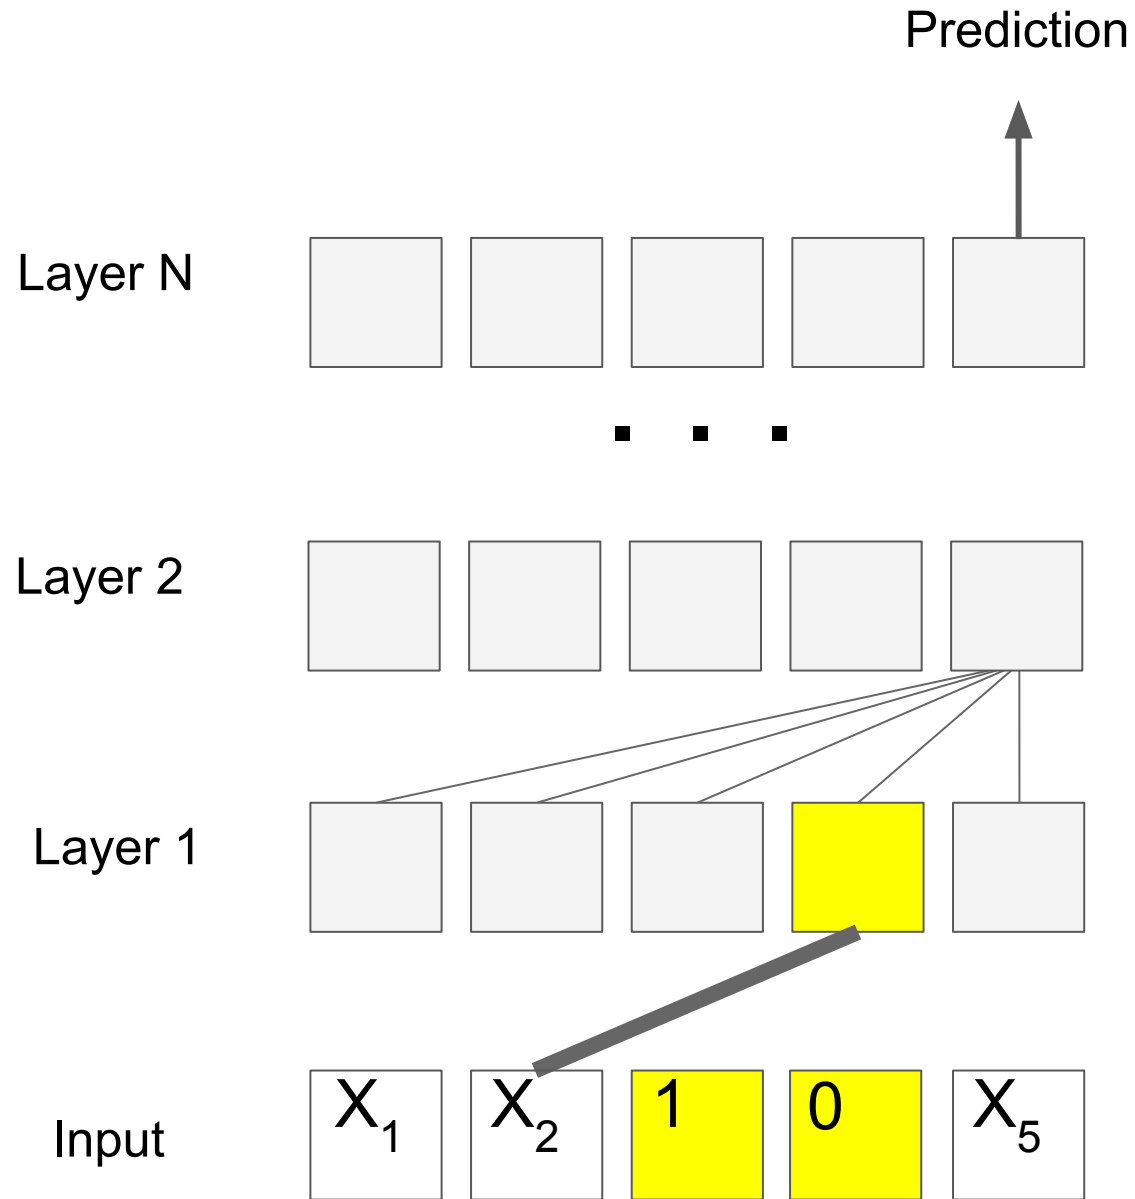 Prediction
Layer N
. . .
Layer 2
Layer 1
Input X₁ X₂ 1 0 X₅